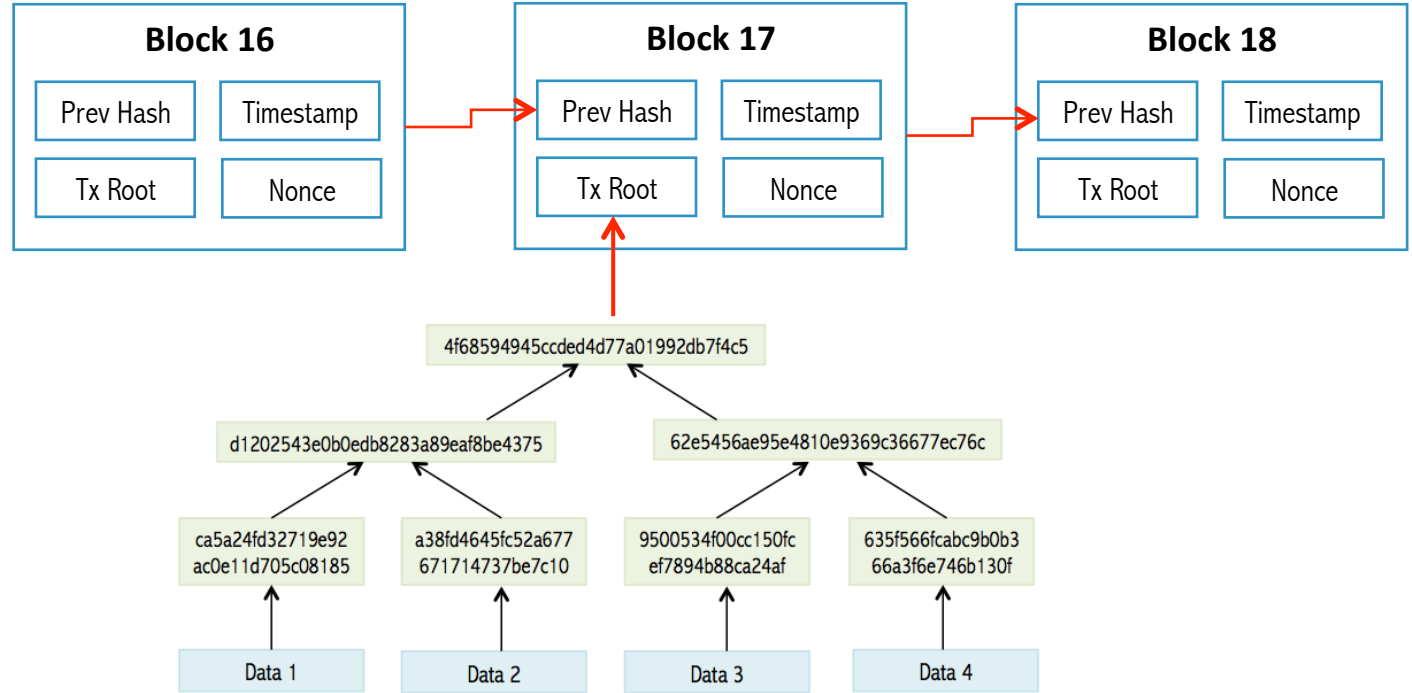 Block 16
Block 17
Block 18
Prev Hash
Timestamp
Prev Hash
Timestamp
Prev Hash
Timestamp
Tx Root
Nonce
Tx Root
Nonce
Tx Root
Nonce
4f68594945ccded4d77a01992db7f4c5
d1202543e0b0edb8283a89eaf8be4375
62e5456ae95e4810e9369c36677ec76c
ca5a24fd32719e92
ac0e11d705c08185
a38fd4645fc52a677
671714737be7c10
9500534f00cc150fc
ef7894b88ca24af
635f566fcabc9b0b3
66a3f6e746b130f
Data 1
Data 2
Data 3
Data 4